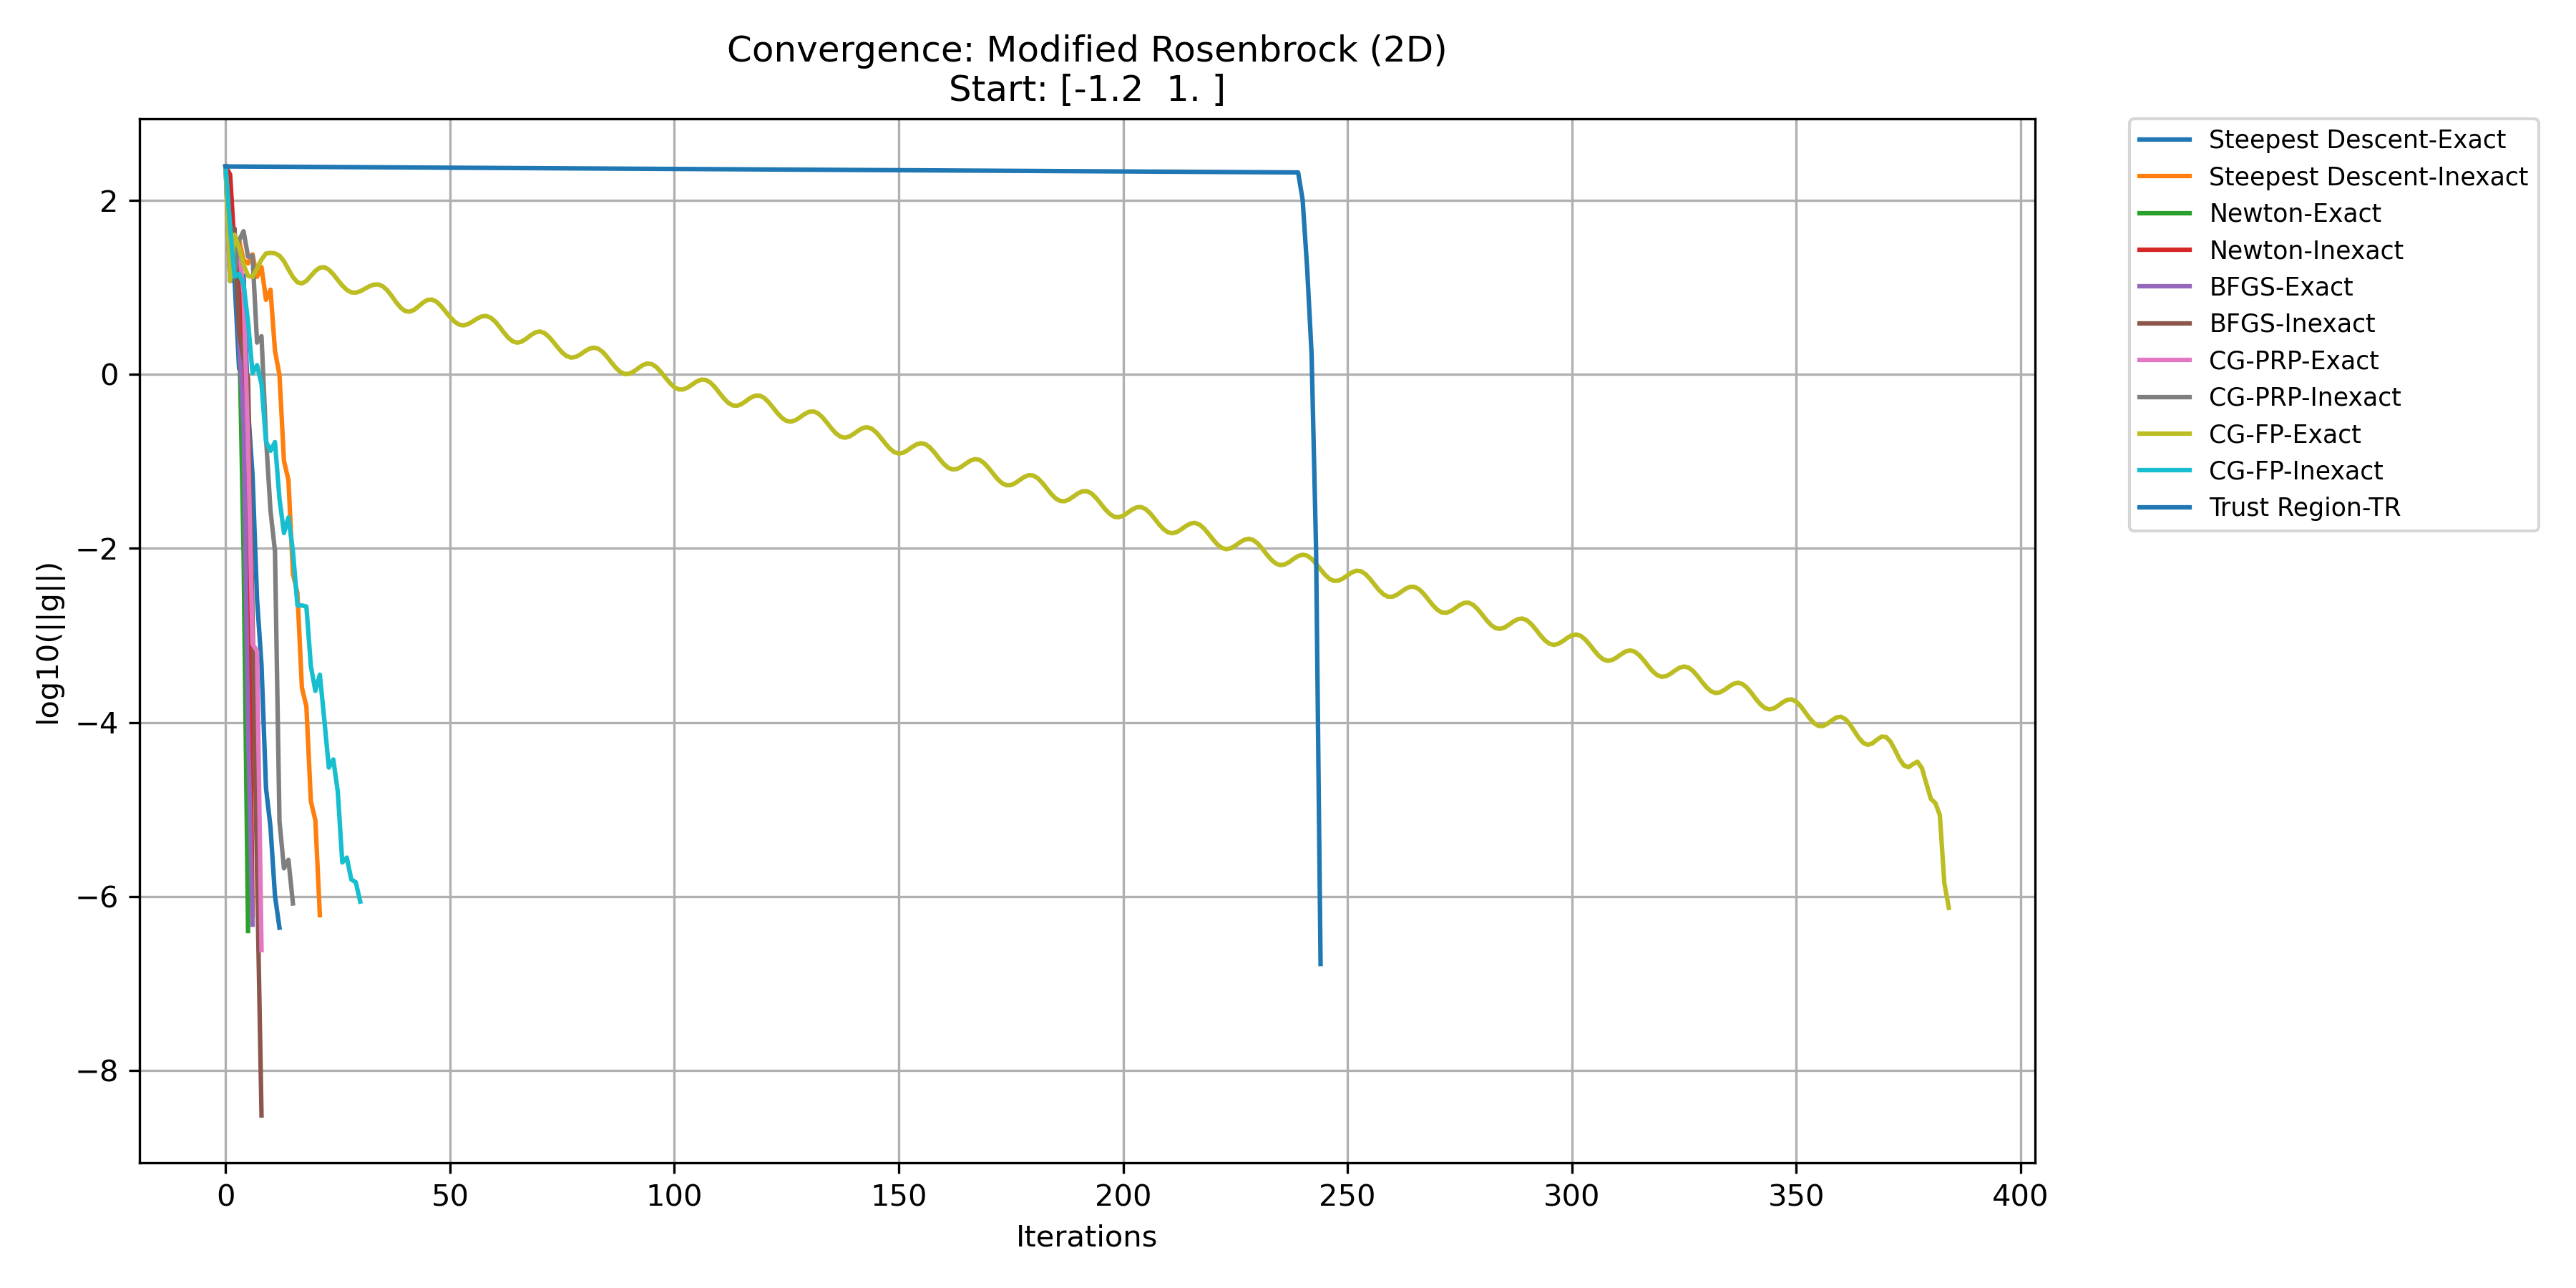 Convergence: Modified Rosenbrock (2D)
Start: [-1.2  1. ]
log10(||g||)
2
0
−2
−4
−6
−8
0
50
100
150
200
250
300
350
400
Iterations
Steepest Descent-Exact
Steepest Descent-Inexact
Newton-Exact
Newton-Inexact
BFGS-Exact
BFGS-Inexact
CG-PRP-Exact
CG-PRP-Inexact
CG-FP-Exact
CG-FP-Inexact
Trust Region-TR